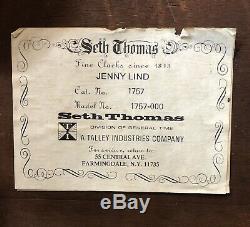 Seth Thomas
Fine Clocks since 1813
JENNY LIND
Cat. No. 1757
Model No. 1757-000
Seth Thomas
DIVISION OF GENERAL TIME
A TALLEY INDUSTRIES COMPANY
For service, return to:
55 CENTRAL AVE.
FARMINGDALE, N.Y. 11735